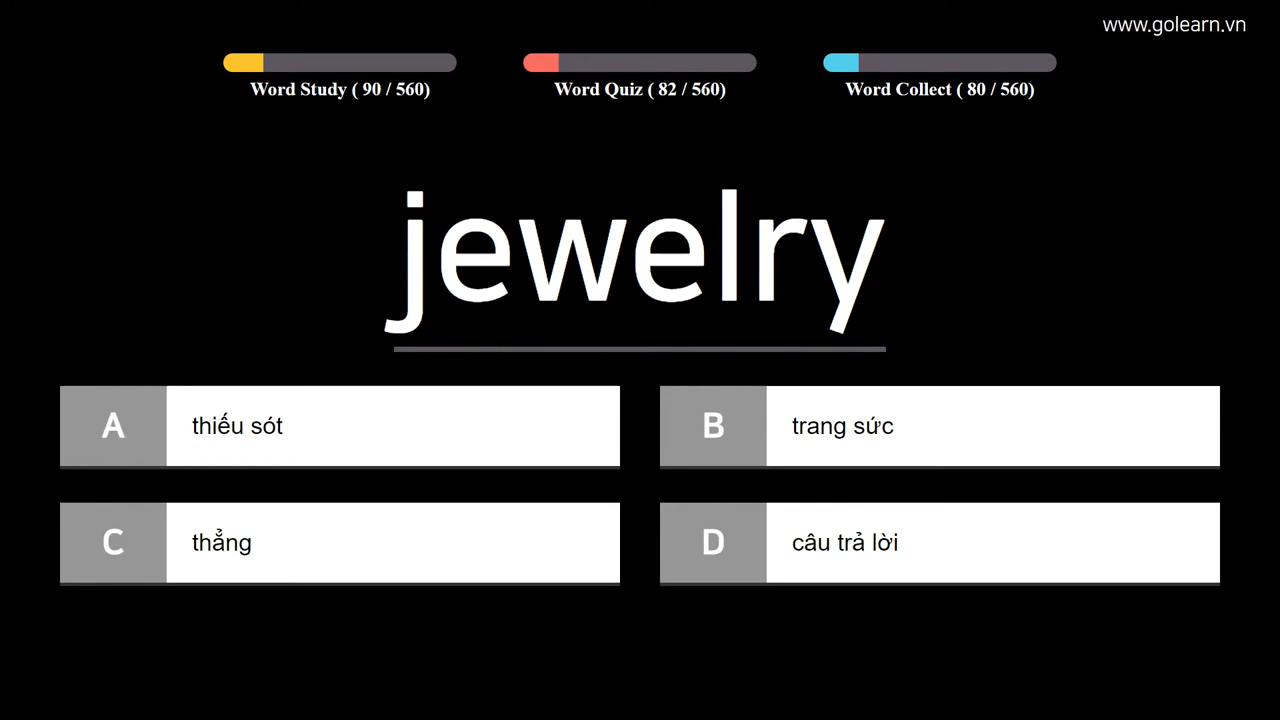 www.golearn.vn
Word Study ( 90 / 560)
Word Quiz ( 82 / 560)
Word Collect ( 80 / 560)
jewelry
A thiếu sót
B trang sức
C thẳng
D câu trả lời